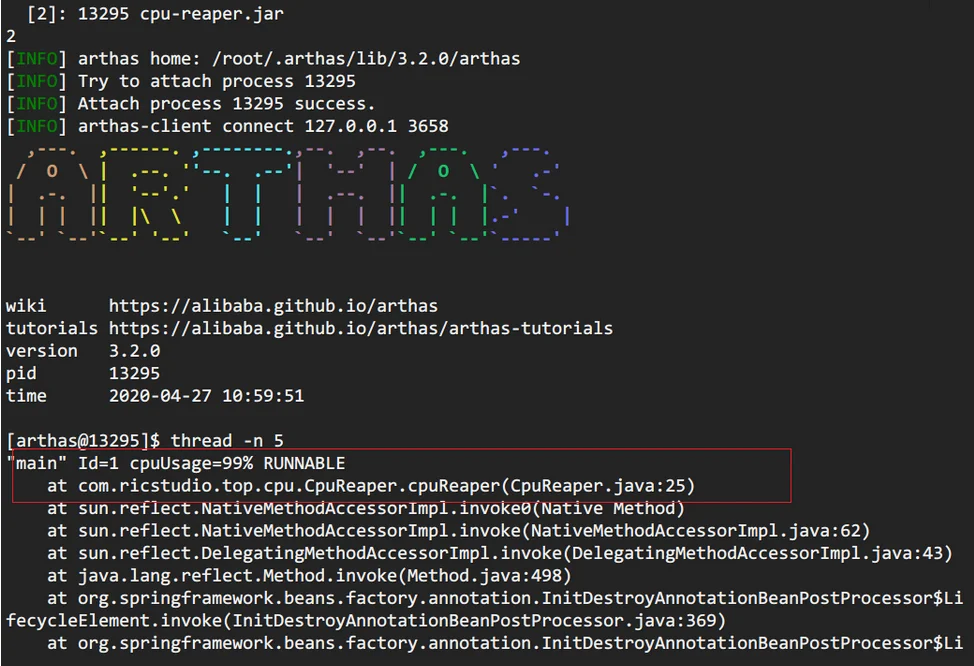 [2]: 13295 cpu-reaper.jar
2
[INFO] arthas home: /root/.arthas/lib/3.2.0/arthas
[INFO] Try to attach process 13295
[INFO] Attach process 13295 success.
[INFO] arthas-client connect 127.0.0.1 3658
ARTHAS
wiki https://alibaba.github.io/arthas
tutorials https://alibaba.github.io/arthas/arthas-tutorials
version 3.2.0
pid 13295
time 2020-04-27 10:59:51
[arthas@13295]$ thread -n 5
"main" Id=1 cpuUsage=99% RUNNABLE
at com.ricstudio.top.cpu.CpuReaper.cpuReaper(CpuReaper.java:25)
at sun.reflect.NativeMethodAccessorImpl.invoke0(Native Method)
at sun.reflect.NativeMethodAccessorImpl.invoke(NativeMethodAccessorImpl.java:62)
at sun.reflect.DelegatingMethodAccessorImpl.invoke(DelegatingMethodAccessorImpl.java:43)
at java.lang.reflect.Method.invoke(Method.java:498)
at org.springframework.beans.factory.annotation.InitDestroyAnnotationBeanPostProcessor$Li
fecycleElement.invoke(InitDestroyAnnotationBeanPostProcessor.java:369)
at org.springframework.beans.factory.annotation.InitDestroyAnnotationBeanPostProcessor$Li